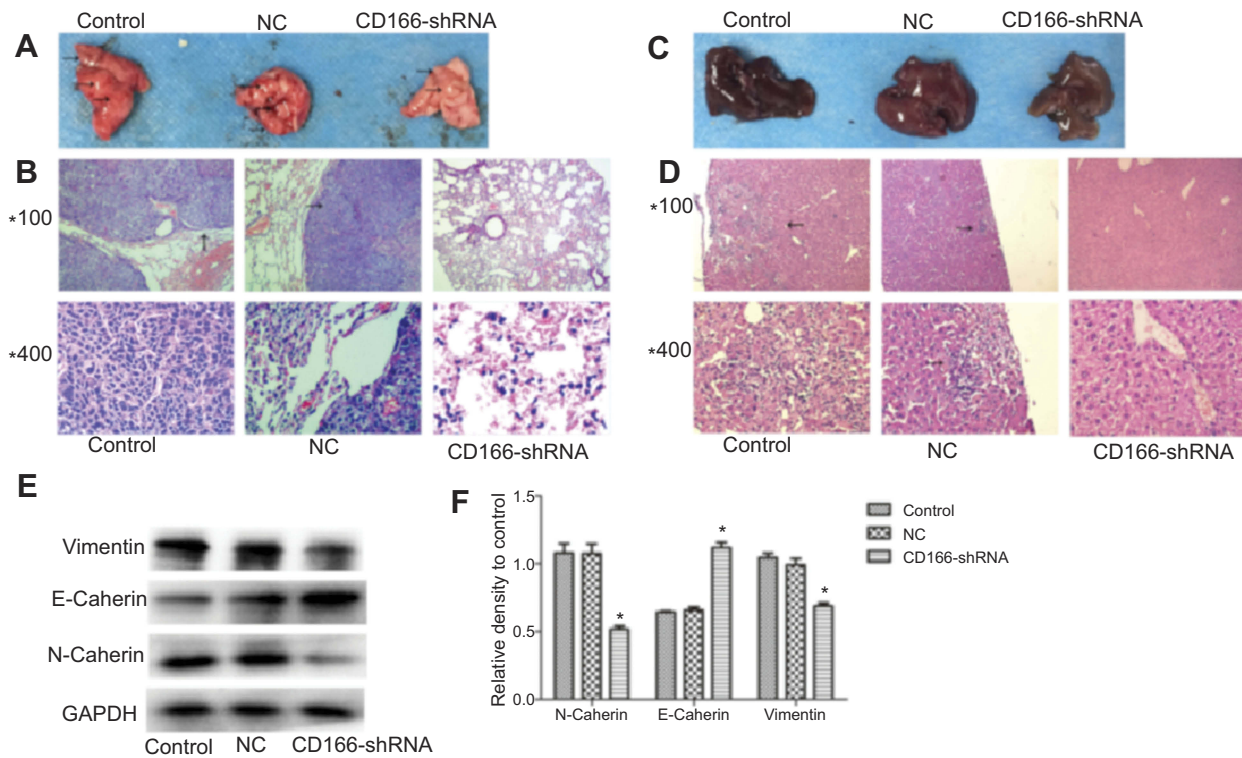 Control NC CD166-shRNA
A
B
*100
*400
Control NC CD166-shRNA
Control NC CD166-shRNA
C
D
*100
*400
Control NC CD166-shRNA
E
Vimentin
E-Caherin
N-Caherin
GAPDH
Control NC CD166-shRNA
F
Relative density to control
1.5
1.0
0.5
0.0
* * *
N-Caherin E-Caherin Vimentin
Control
NC
CD166-shRNA